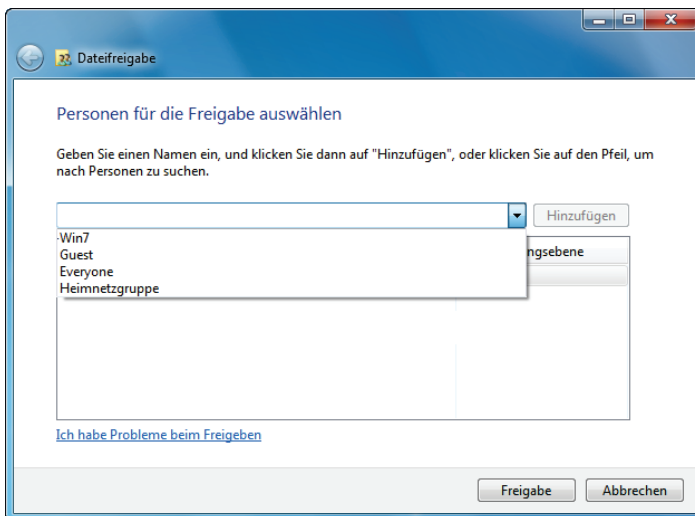 Dateifreigabe
Personen für die Freigabe auswählen
Geben Sie einen Namen ein, und klicken Sie dann auf "Hinzufügen", oder klicken Sie auf den Pfeil, um
nach Personen zu suchen.
Hinzufügen
Win7
Guest
Everyone
Heimnetzgruppe
ngsebene
Ich habe Probleme beim Freigeben
Freigabe Abbrechen